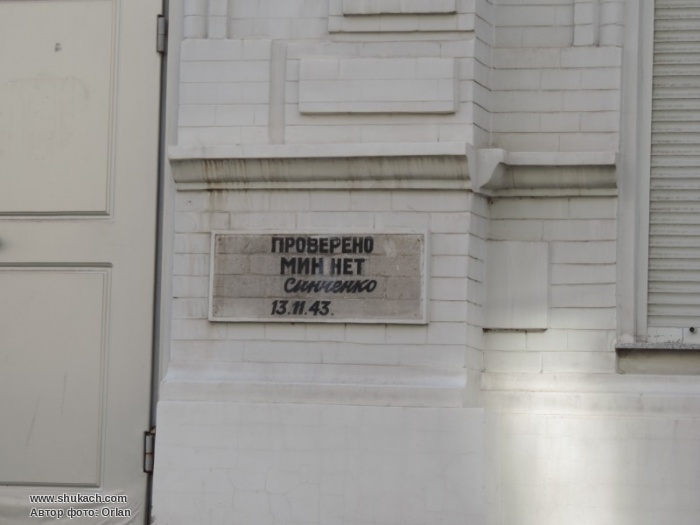 ПРОВЕРЕНО
МИН НЕТ
Синченко
13.11.43.
www.shukach.com
Автор фото: Orlan